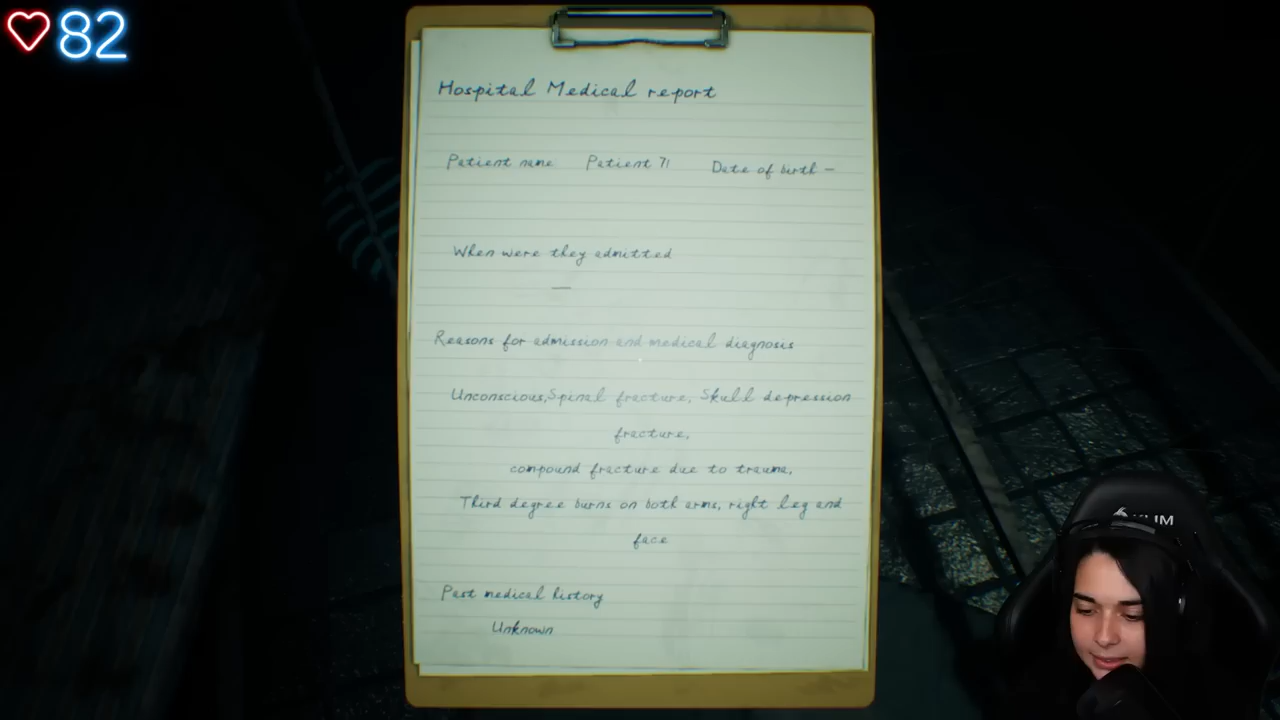 82
Hospital Medical report
Patient name Patient 71 Date of birth -
When were they admitted
—
Reasons for admission and medical diagnosis
Unconscious,Spinal fracture, Skull depression
fracture,
compound fracture due to trauma,
Third degree burns on both arms, right leg and
face
Past medical history
Unknown
KLIM